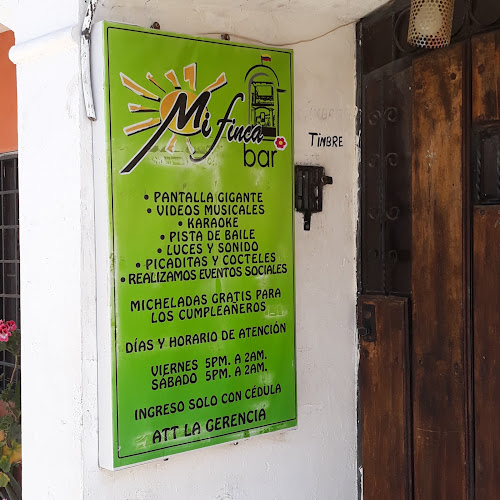 Mi finca
bar
TIMBRE
• PANTALLA GIGANTE
• VIDEOS MUSICALES
• KARAOKE
• PISTA DE BAILE
• LUCES Y SONIDO
• PICADITAS Y COCTELES
• REALIZAMOS EVENTOS SOCIALES
MICHELADAS GRATIS PARA
LOS CUMPLEAÑEROS
DÍAS Y HORARIO DE ATENCIÓN
VIERNES 5PM. A 2AM.
SÁBADO 5PM. A 2AM.
INGRESO SOLO CON CÉDULA
ATT LA GERENCIA